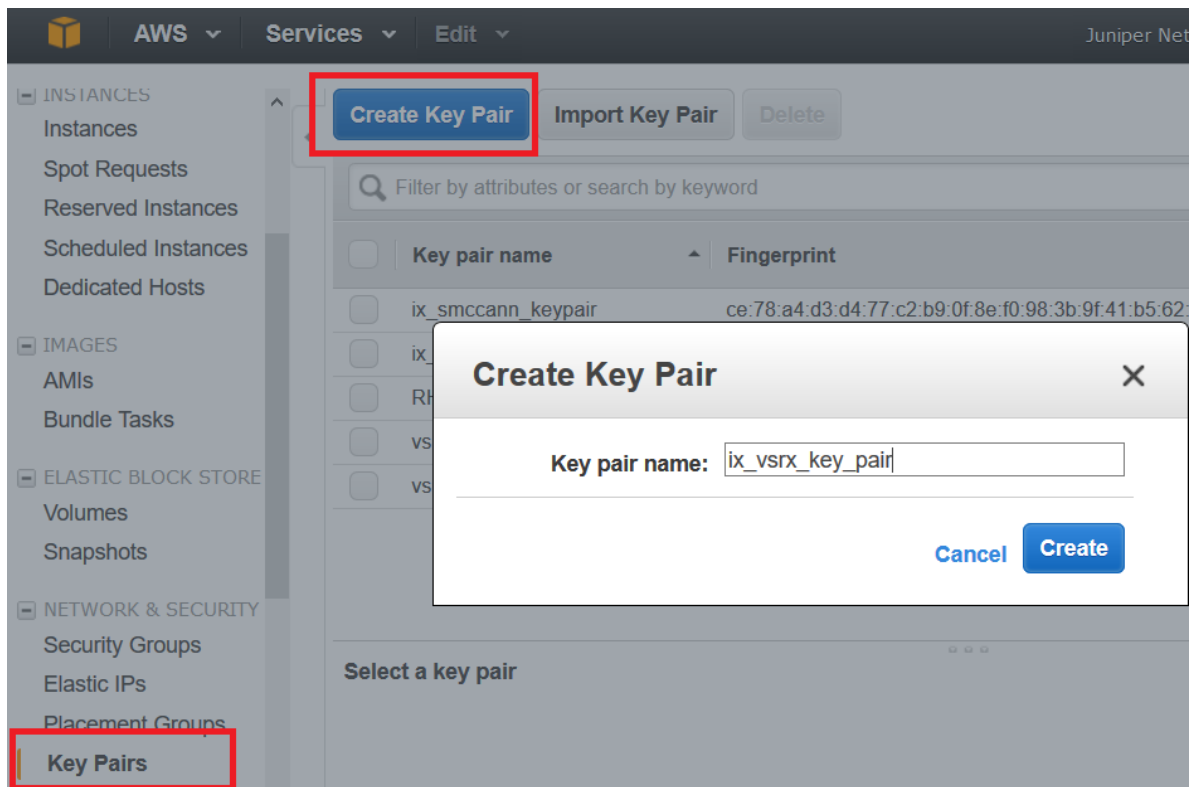 AWS Services Edit Juniper Net
INSTANCES
Instances
Spot Requests
Reserved Instances
Scheduled Instances
Dedicated Hosts
IMAGES
AMIs
Bundle Tasks
ELASTIC BLOCK STORE
Volumes
Snapshots
NETWORK & SECURITY
Security Groups
Elastic IPs
Placement Groups
Key Pairs
Create Key Pair Import Key Pair Delete
Filter by attributes or search by keyword
Key pair name Fingerprint
ix_smccann_keypair ce:78:a4:d3:d4:77:c2:b9:0f:8e:f0:98:3b:9f:41:b5:62:
ix_
RH
vs
vs
Create Key Pair
Key pair name: ix_vsrx_key_pair
Cancel Create
Select a key pair